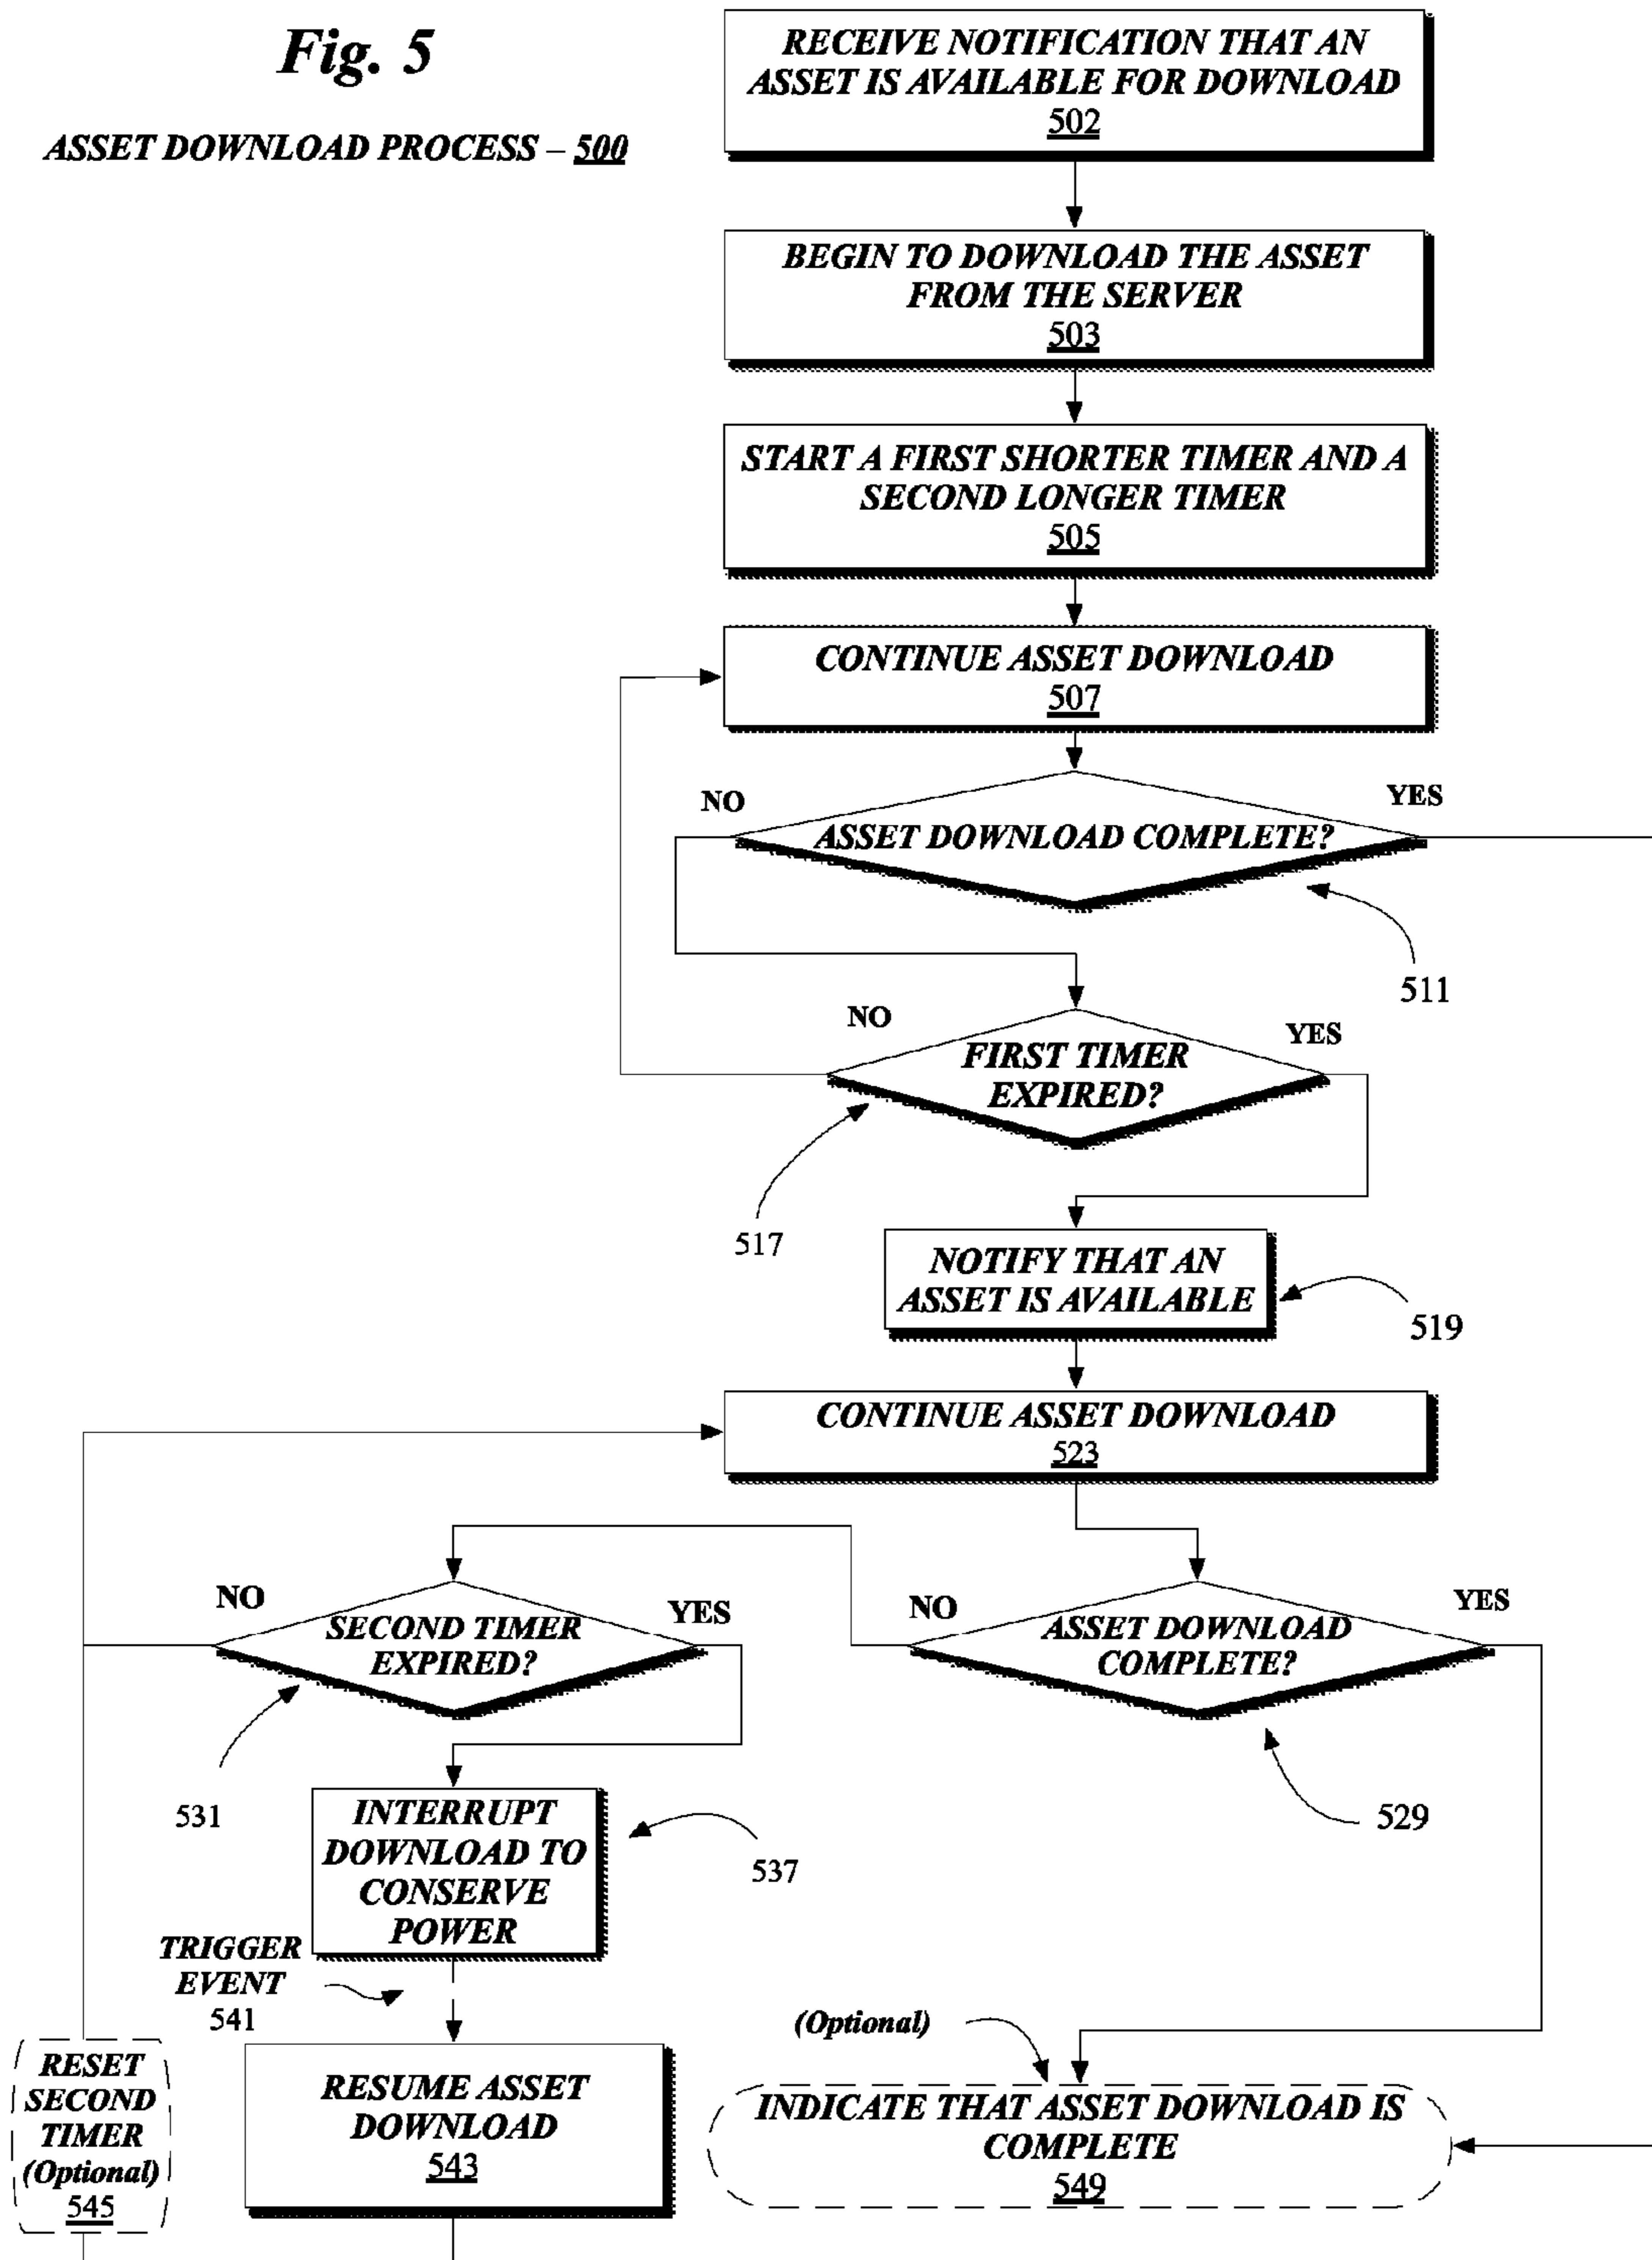 Fig. 5
ASSET DOWNLOAD PROCESS – 500
RECEIVE NOTIFICATION THAT AN
ASSET IS AVAILABLE FOR DOWNLOAD
502
BEGIN TO DOWNLOAD THE ASSET
FROM THE SERVER
503
START A FIRST SHORTER TIMER AND A
SECOND LONGER TIMER
505
CONTINUE ASSET DOWNLOAD
507
NO
YES
ASSET DOWNLOAD COMPLETE?
511
NO
YES
FIRST TIMER
EXPIRED?
517
NOTIFY THAT AN
ASSET IS AVAILABLE
519
CONTINUE ASSET DOWNLOAD
523
NO
YES
SECOND TIMER
EXPIRED?
531
NO
YES
ASSET DOWNLOAD
COMPLETE?
529
INTERRUPT
DOWNLOAD TO
CONSERVE
POWER
537
TRIGGER
EVENT
541
RESET
SECOND
TIMER
(Optional)
545
RESUME ASSET
DOWNLOAD
543
(Optional)
INDICATE THAT ASSET DOWNLOAD IS
COMPLETE
549